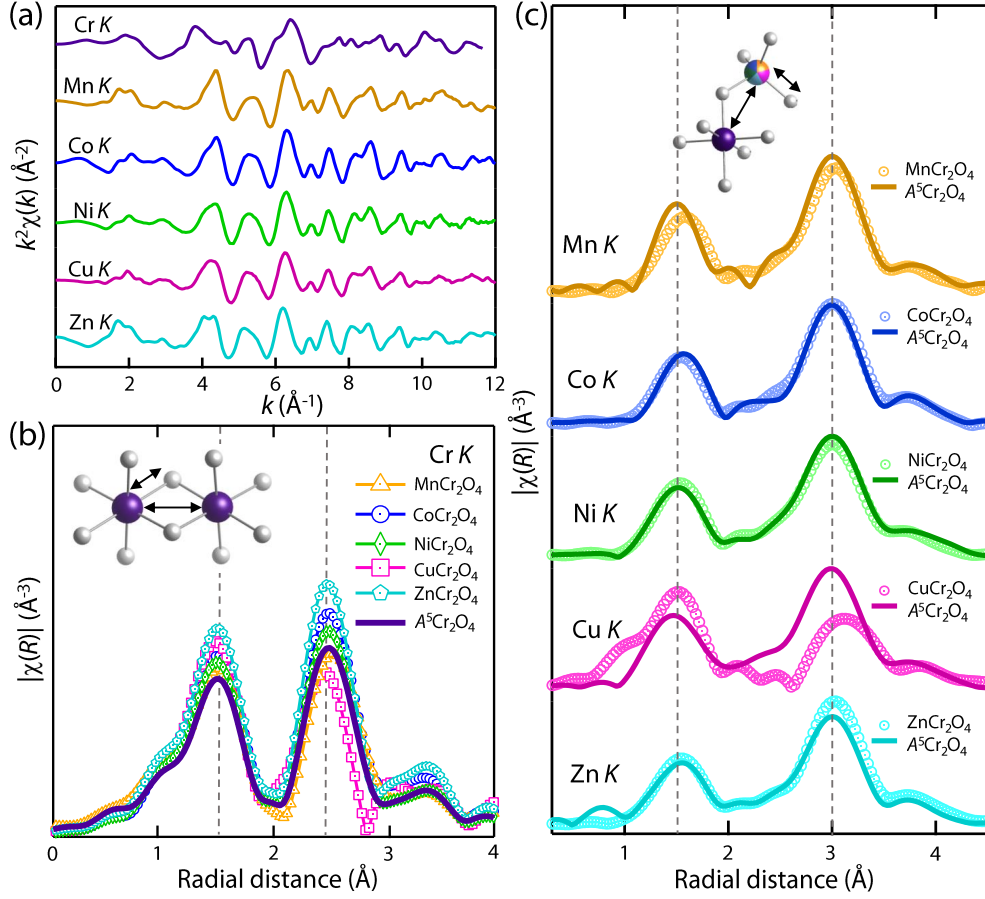 (a)
Cr K
Mn K
Co K
Ni K
Cu K
Zn K
k²χ(k) (Å⁻²)
0 2 4 6 8 10 12
k (Å⁻¹)
(b)
Cr K
MnCr₂O₄
CoCr₂O₄
NiCr₂O₄
CuCr₂O₄
ZnCr₂O₄
A⁵Cr₂O₄
|χ(R)| (Å⁻³)
0 1 2 3 4
Radial distance (Å)
(c)
MnCr₂O₄
A⁵Cr₂O₄
Mn K
CoCr₂O₄
A⁵Cr₂O₄
Co K
NiCr₂O₄
A⁵Cr₂O₄
Ni K
CuCr₂O₄
A⁵Cr₂O₄
Cu K
ZnCr₂O₄
A⁵Cr₂O₄
Zn K
|χ(R)| (Å⁻³)
1 2 3 4
Radial distance (Å)